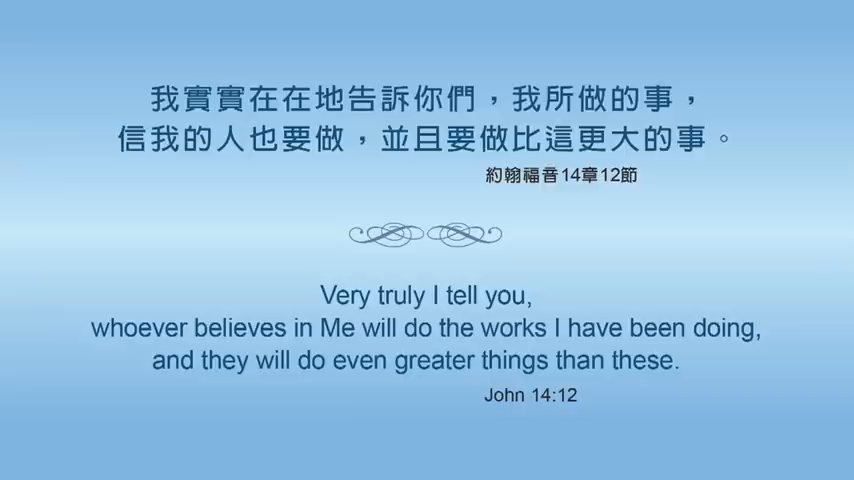 我實實在在地告訴你們，我所做的事，
信我的人也要做，並且要做比這更大的事。
約翰福音14章12節
Very truly I tell you,
whoever believes in Me will do the works I have been doing,
and they will do even greater things than these.
John 14:12